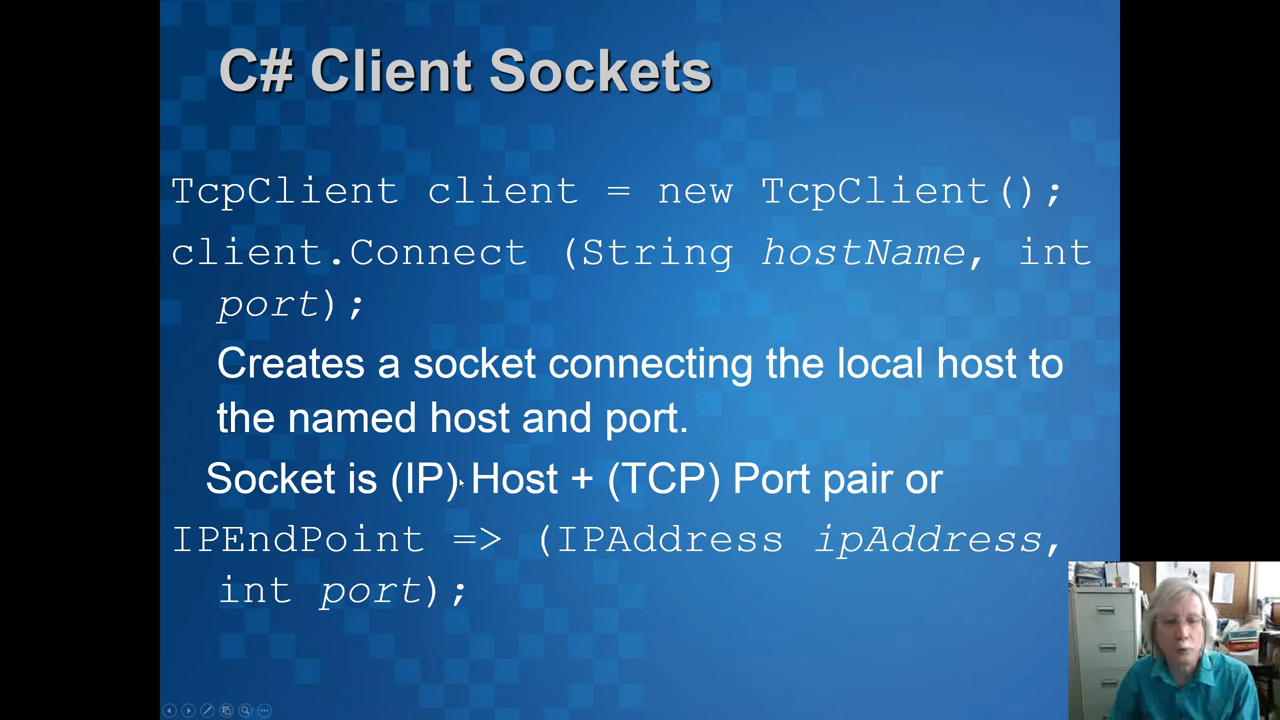 C# Client Sockets
TcpClient client = new TcpClient();
client.Connect (String hostName, int
port);
Creates a socket connecting the local host to
the named host and port.
Socket is (IP) Host + (TCP) Port pair or
IPEndPoint => (IPAddress ipAddress,
int port);